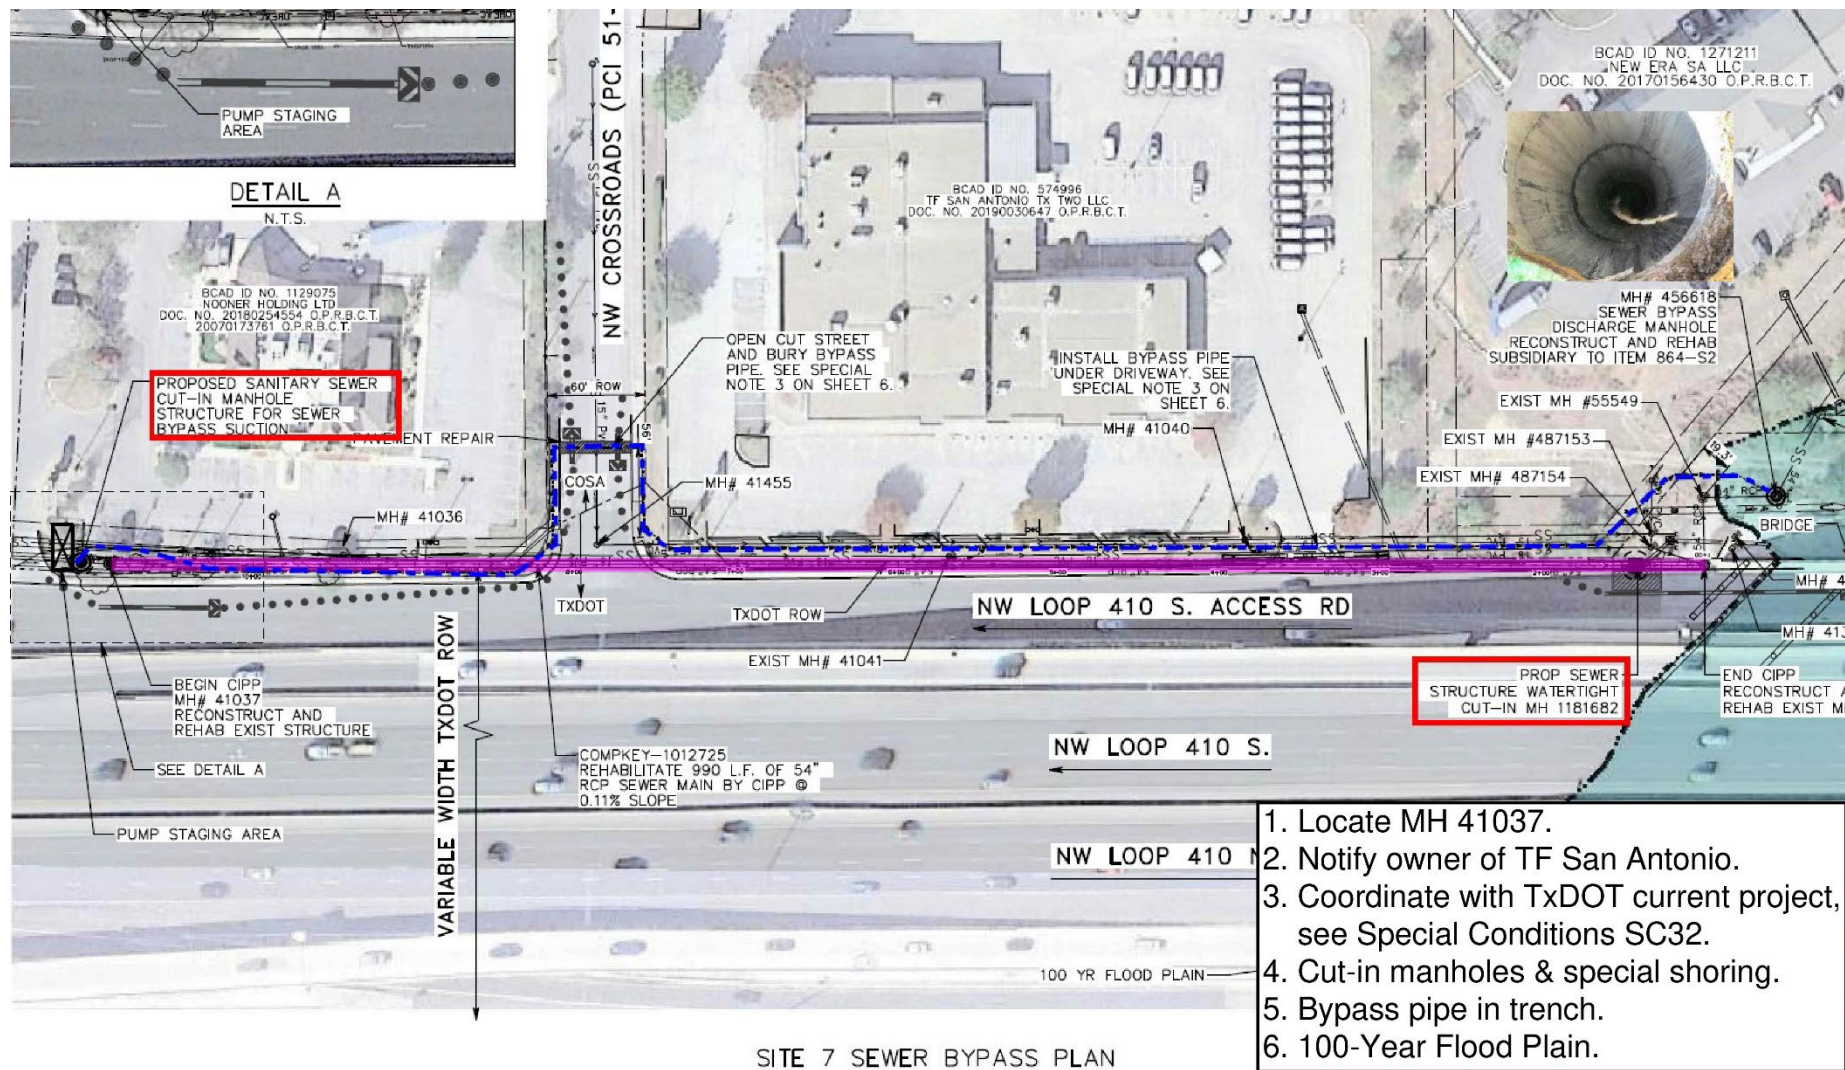 PUMP STAGING
AREA
DETAIL A
N.T.S.
NW CROSSROADS (PCI 51-
BCAD ID NO. 1271211
NEW ERA SA LLC
DOC. NO. 20170156430 O.P.R.B.C.T.
BCAD ID NO. 574996
TF SAN ANTONIO TX TWO LLC
DOC. NO. 20190030647 O.P.R.B.C.T.
BCAD ID NO. 1129075
NOONER HOLDING LTD
DOC. NO. 20180254554 O.P.R.B.C.T.
20070173761 O.P.R.B.C.T.
MH# 456618
SEWER BYPASS
DISCHARGE MANHOLE
RECONSTRUCT AND REHAB
SUBSIDIARY TO ITEM 864-S2
OPEN CUT STREET
AND BURY BYPASS
PIPE. SEE SPECIAL
NOTE 3 ON SHEET 6.
INSTALL BYPASS PIPE
UNDER DRIVEWAY. SEE
SPECIAL NOTE 3 ON
SHEET 6.
PROPOSED SANITARY SEWER
CUT-IN MANHOLE
STRUCTURE FOR SEWER
BYPASS SUCTION
60' ROW
56'
PAVEMENT REPAIR
EXIST MH #55549
MH# 41040
EXIST MH #487153
19.3'
EXIST MH #487154
COSA
MH# 41455
MH# 41036
BRIDGE
TXDOT
TXDOT ROW
NW LOOP 410 S. ACCESS RD
MH# 4
MH# 41
EXIST MH# 41041
VARIABLE WIDTH TXDOT ROW
BEGIN CIPP
MH# 41037
RECONSTRUCT AND
REHAB EXIST STRUCTURE
PROP SEWER
STRUCTURE WATERTIGHT
CUT-IN MH 1181682
END CIPP
RECONSTRUCT A
REHAB EXIST M
SEE DETAIL A
COMPKEY-1012725
REHABILITATE 990 L.F. OF 54"
RCP SEWER MAIN BY CIPP @
0.11% SLOPE
NW LOOP 410 S.
PUMP STAGING AREA
NW LOOP 410 N
100 YR FLOOD PLAIN
1. Locate MH 41037.
2. Notify owner of TF San Antonio.
3. Coordinate with TxDOT current project,
see Special Conditions SC32.
4. Cut-in manholes & special shoring.
5. Bypass pipe in trench.
6. 100-Year Flood Plain.
SITE 7 SEWER BYPASS PLAN